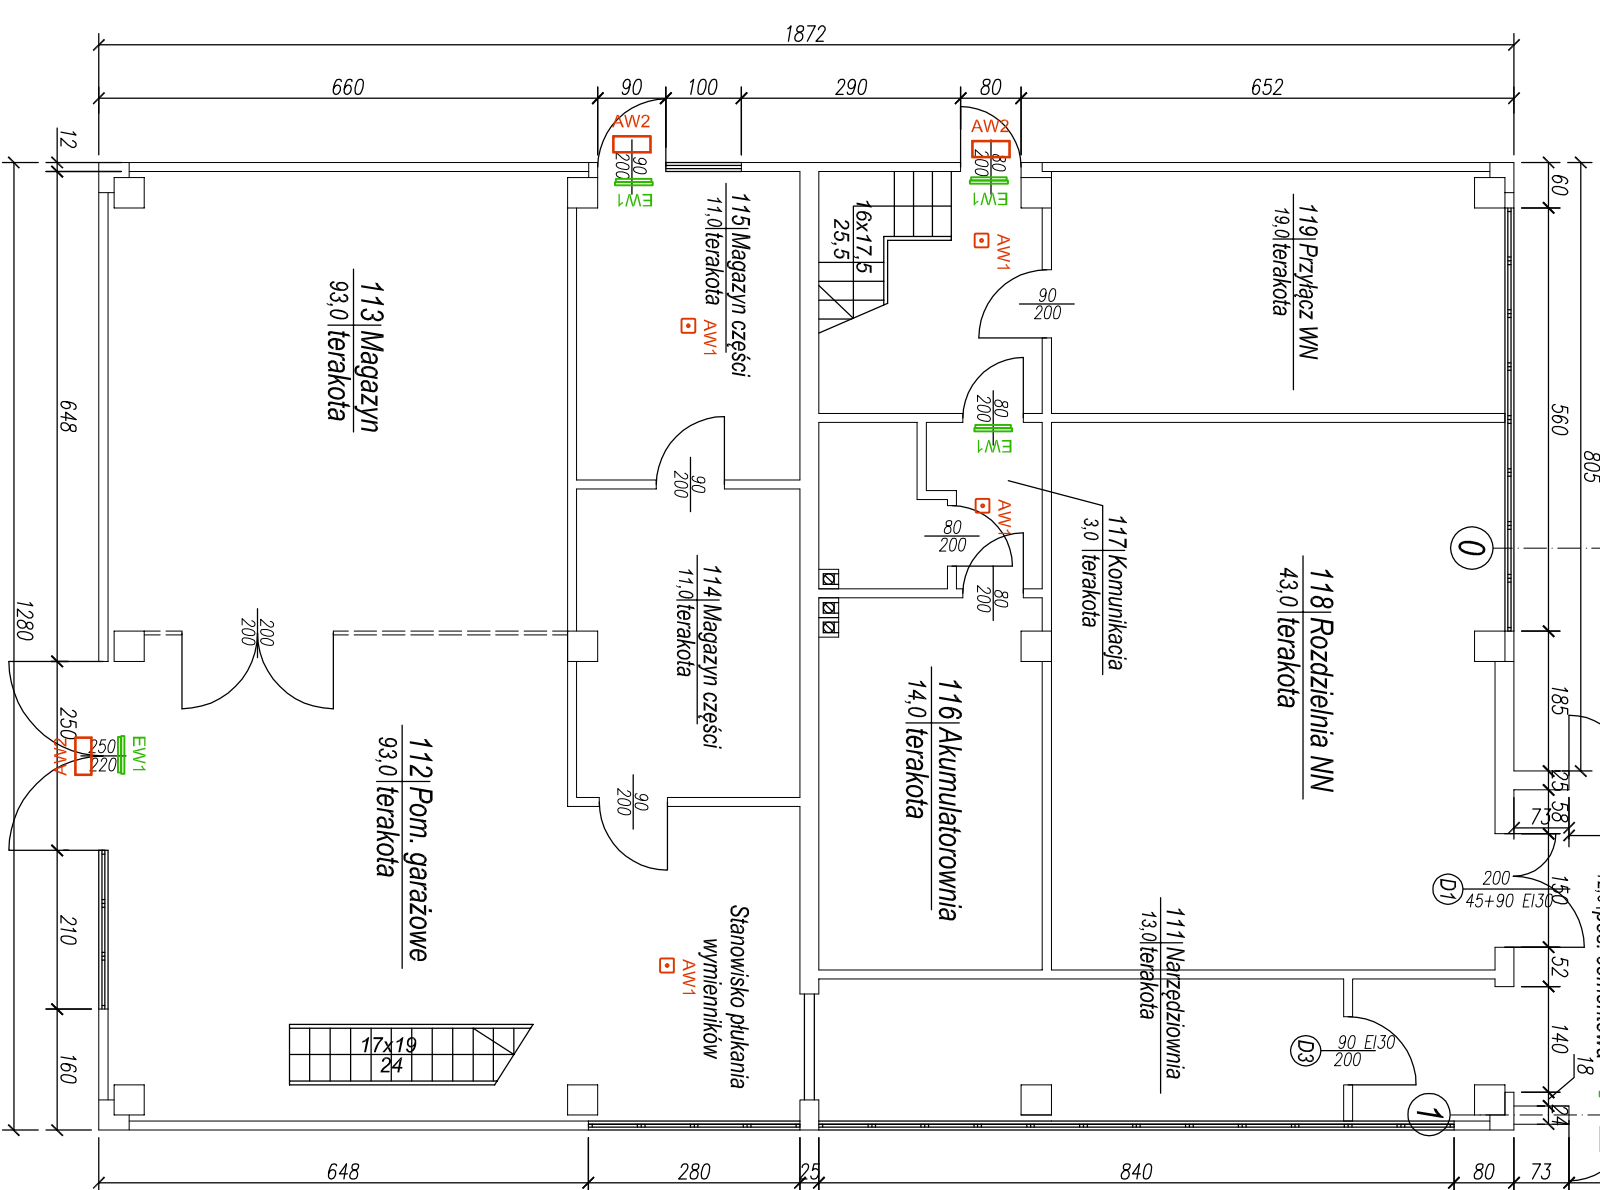 1872
660
90
100
290
80
652
12
648
1280
250
210
160
60
560
805
185
25
58
73
150
52
140
18
24
AW2
90
200
EW1
AW2
80
200
EW1
115 Magazyn części
11,0 terakota
AW1
16x17,5
25,5
AW1
90
200
119 Przyłącz WN
19,0 terakota
113 Magazyn
93,0 terakota
80
200
EW1
90
200
AW1
80
200
117 Komunikacja
3,0 terakota
80
200
0
118 Rozdzielnia NN
43,0 terakota
114 Magazyn części
11,0 terakota
200
200
116 Akumulatorownia
14,0 terakota
AW2
250
220
EW1
112 Pom. garażowe
93,0 terakota
90
200
D1
200
45+90 EI30
Stanowisko płukania
wymienników
AW1
111 Narzędziownia
13,0 terakota
17x19
24
D3
90 EI30
200
1
648
280
25
840
80
73